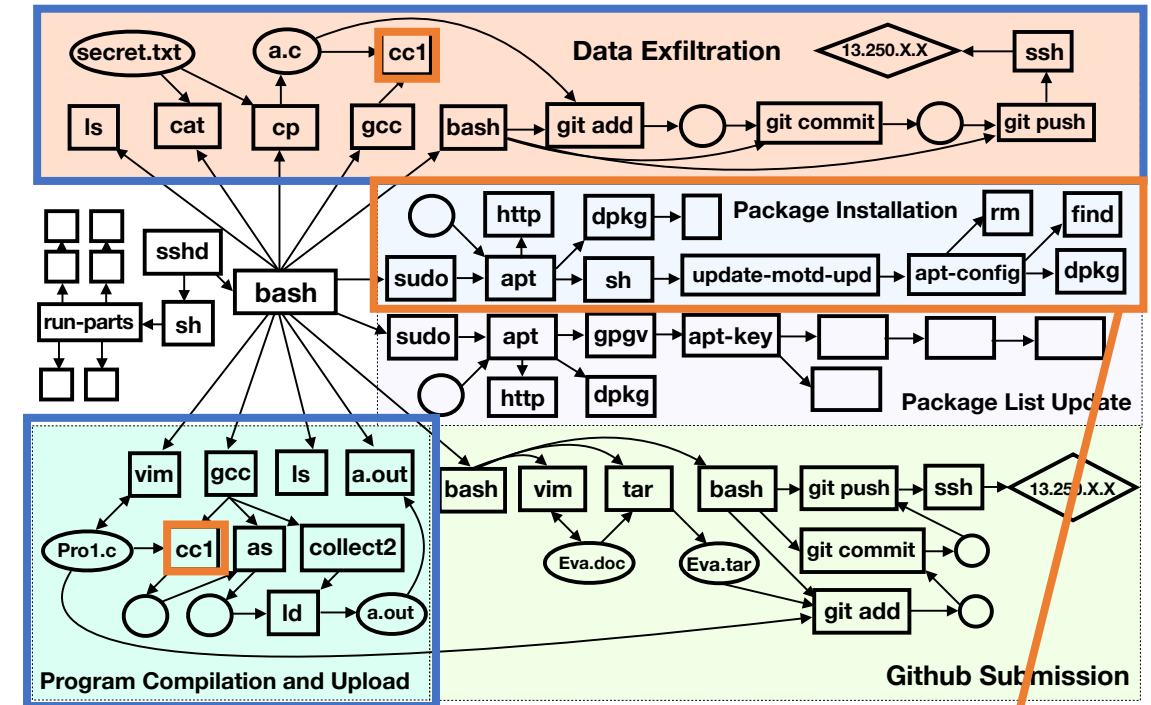 secret.txt
a.c
cc1
Data Exfiltration
13.250.X.X
ssh
ls
cat
cp
gcc
bash
git add
git commit
git push
http
dpkg
Package Installation
rm
find
sshd
bash
sudo
apt
sh
update-motd-upd
apt-config
dpkg
run-parts
sh
sudo
apt
gpgv
apt-key
http
dpkg
Package List Update
vim
gcc
ls
a.out
bash
vim
tar
bash
git push
ssh
13.250.X.X
Pro1.c
cc1
as
collect2
Eva.doc
Eva.tar
git commit
ld
a.out
git add
Program Compilation and Upload
Github Submission